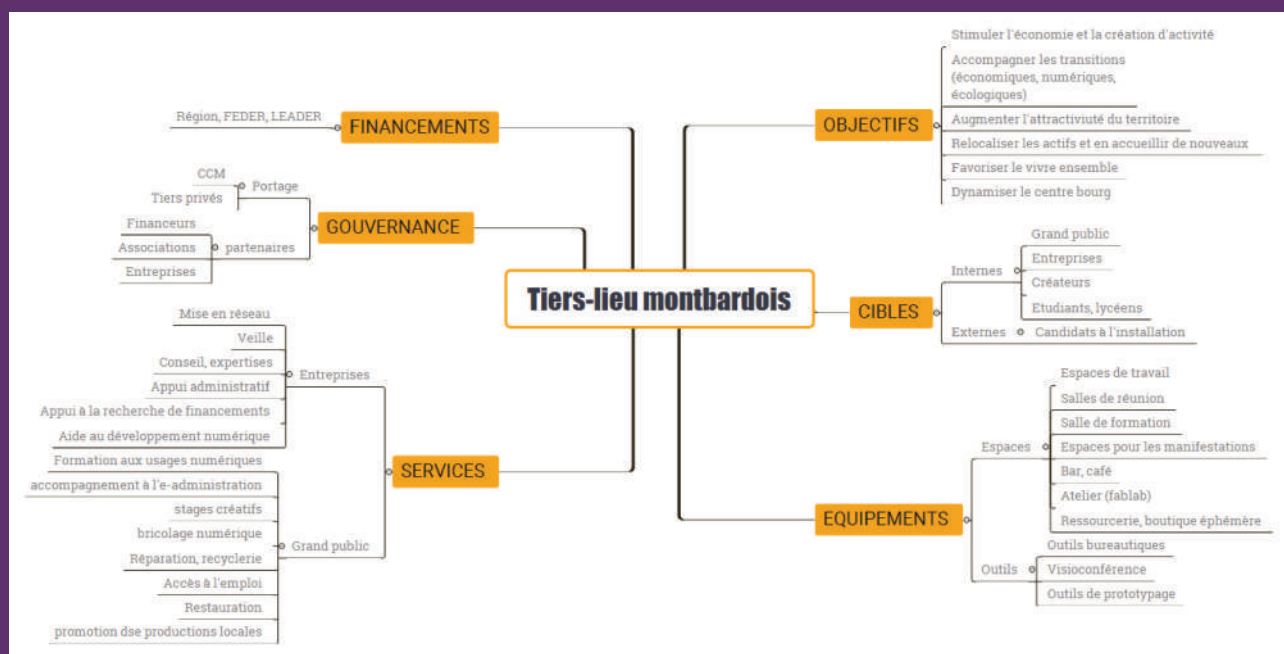 Tiers-lieu montbardois
FINANCEMENTS
Région, FEDER, LEADER
GOUVERNANCE
Portage
CCM
Tiers privés
partenaires
Financeurs
Associations
Entreprises
SERVICES
Entreprises
Mise en réseau
Veille
Conseil, expertises
Appui administratif
Appui à la recherche de financements
Aide au développement numérique
Grand public
Formation aux usages numériques
accompagnement à l'e-administration
stages créatifs
bricolage numérique
Réparation, recyclerie
Accès à l'emploi
Restauration
promotion dse productions locales
OBJECTIFS
Stimuler l'économie et la création d'activité
Accompagner les transitions
(économiques, numériques,
écologiques)
Augmenter l'attractiviuté du territoire
Relocaliser les actifs et en accueillir de nouveaux
Favoriser le vivre ensemble
Dynamiser le centre bourg
CIBLES
Internes
Grand public
Entreprises
Créateurs
Etudiants, lycéens
Externes
Candidats à l'installation
EQUIPEMENTS
Espaces
Espaces de travail
Salles de réunion
Salle de formation
Espaces pour les manifestations
Bar, café
Atelier (fablab)
Ressourcerie, boutique éphémère
Outils
Outils bureautiques
Visioconférence
Outils de prototypage